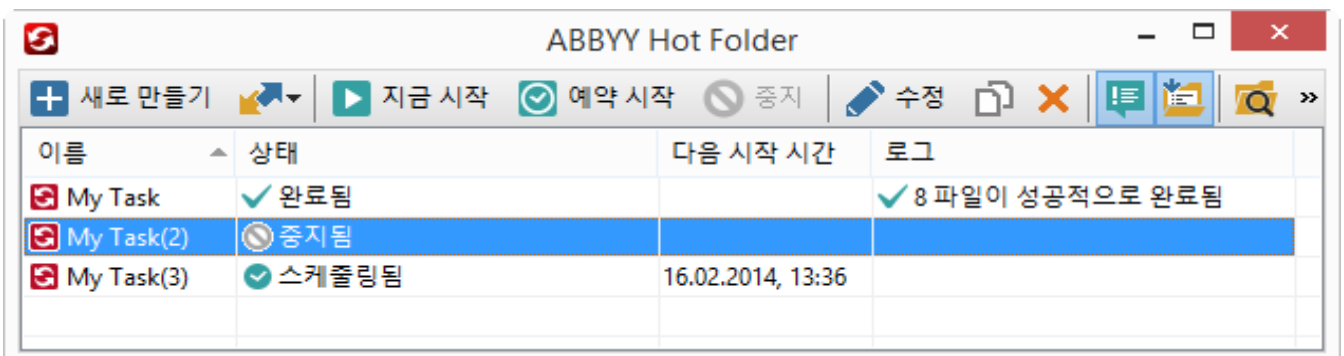 ABBYY Hot Folder
새로 만들기 지금 시작 예약 시작 중지 수정 »
이름 상태 다음 시작 시간 로그
My Task 완료됨 8 파일이 성공적으로 완료됨
My Task(2) 중지됨
My Task(3) 스케줄링됨 16.02.2014, 13:36